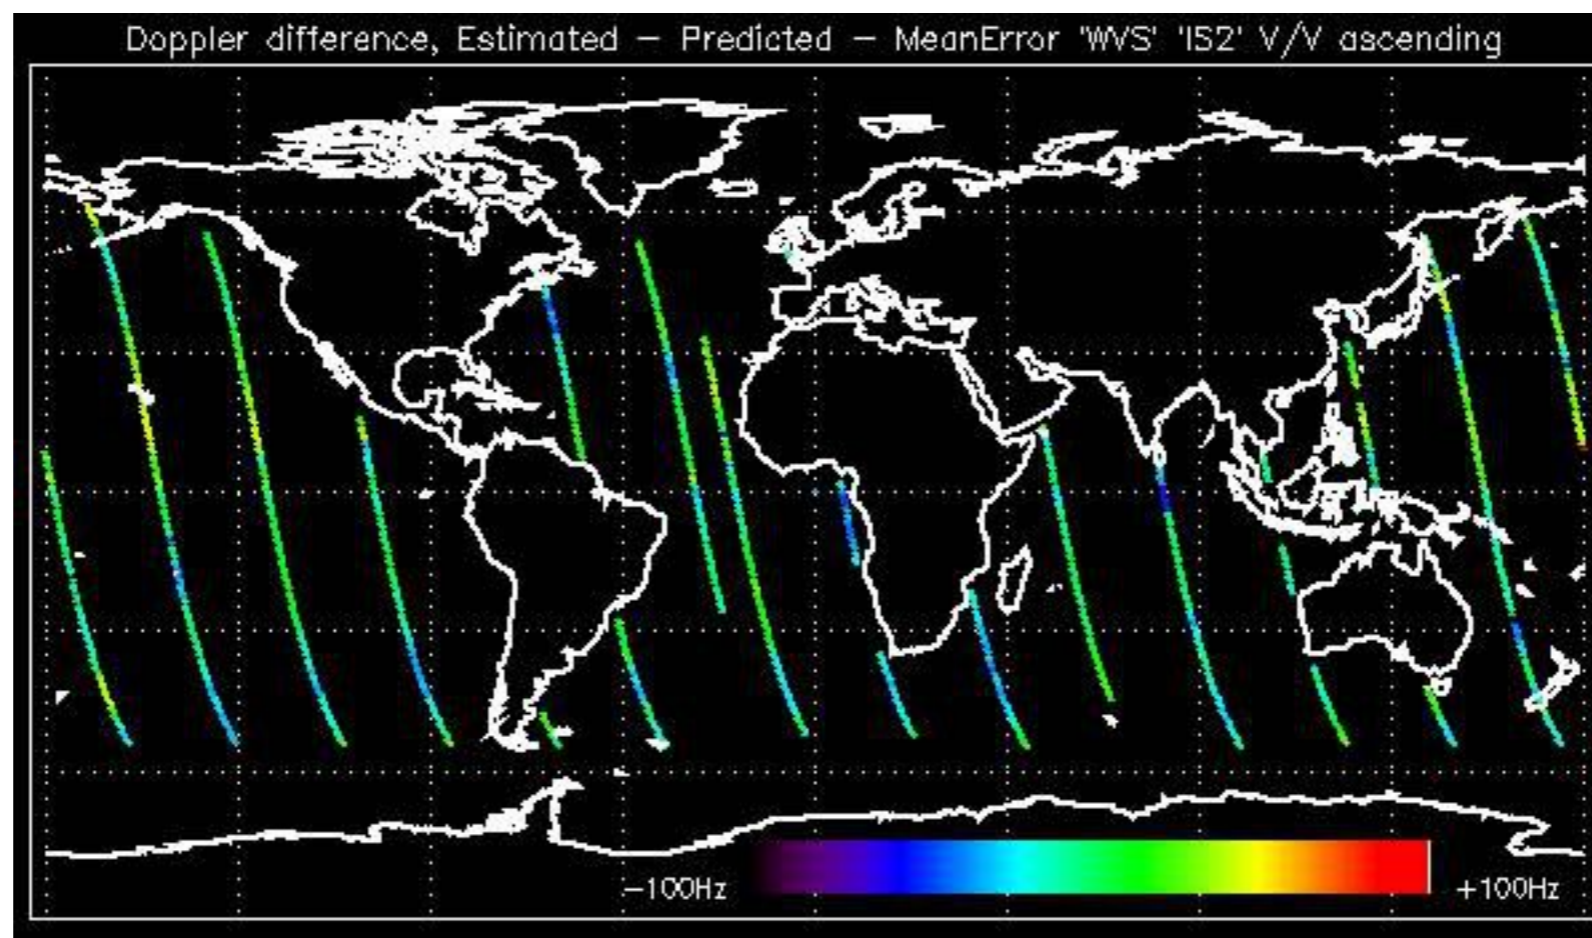 Doppler difference, Estimated – Predicted – MeanError 'WVS' 'IS2' V/V ascending
–100Hz
+100Hz